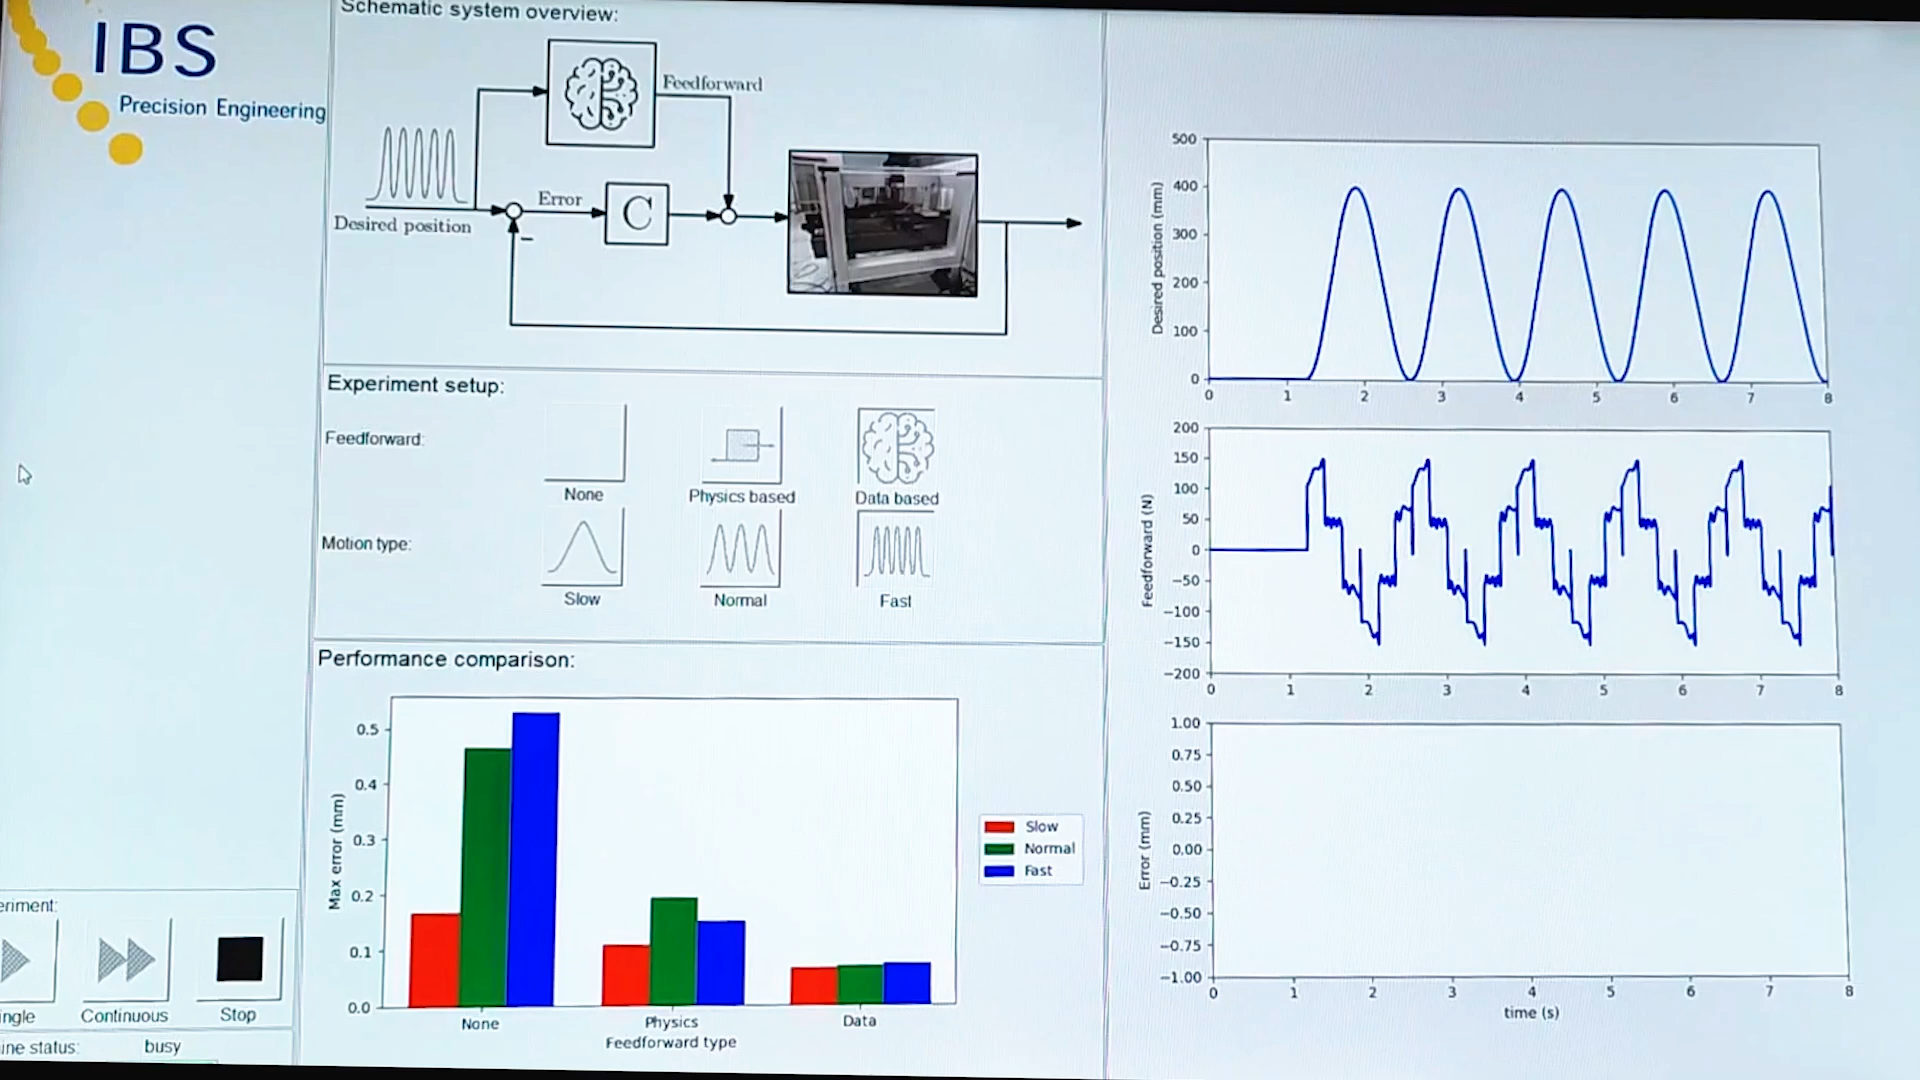 IBS
Precision Engineering
Schematic system overview:
Feedforward
Error
C
Desired position
Experiment setup:
Feedforward:
None
Physics based
Data based
Motion type:
Slow
Normal
Fast
Performance comparison:
Max error (mm)
0.5
0.4
0.3
0.2
0.1
0.0
None
Physics
Data
Feedforward type
Slow
Normal
Fast
eriment:
ingle
Continuous
Stop
ine status:
busy
Desired position (mm)
500
400
300
200
100
0
0 1 2 3 4 5 6 7 8
Feedforward (N)
200
150
100
50
0
−50
−100
−150
−200
0 1 2 3 4 5 6 7 8
Error (mm)
1.00
0.75
0.50
0.25
0.00
−0.25
−0.50
−0.75
−1.00
0 1 2 3 4 5 6 7 8
time (s)